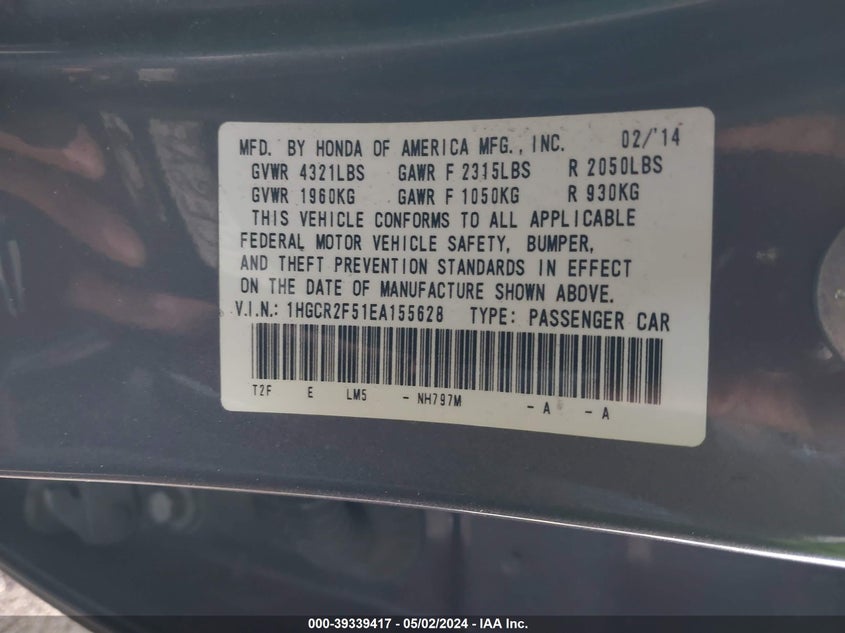 MFD. BY HONDA OF AMERICA MFG., INC. 02/'14
GVWR 4321LBS GAWR F 2315LBS R 2050LBS
GVWR 1960KG GAWR F 1050KG R 930KG
THIS VEHICLE CONFORMS TO ALL APPLICABLE
FEDERAL MOTOR VEHICLE SAFETY, BUMPER,
AND THEFT PREVENTION STANDARDS IN EFFECT
ON THE DATE OF MANUFACTURE SHOWN ABOVE.
V.I.N.: 1HGCR2F51EA155628 TYPE: PASSENGER CAR
T2F E LM5 - NH797M - A - A
000-39339417 - 05/02/2024 - IAA Inc.